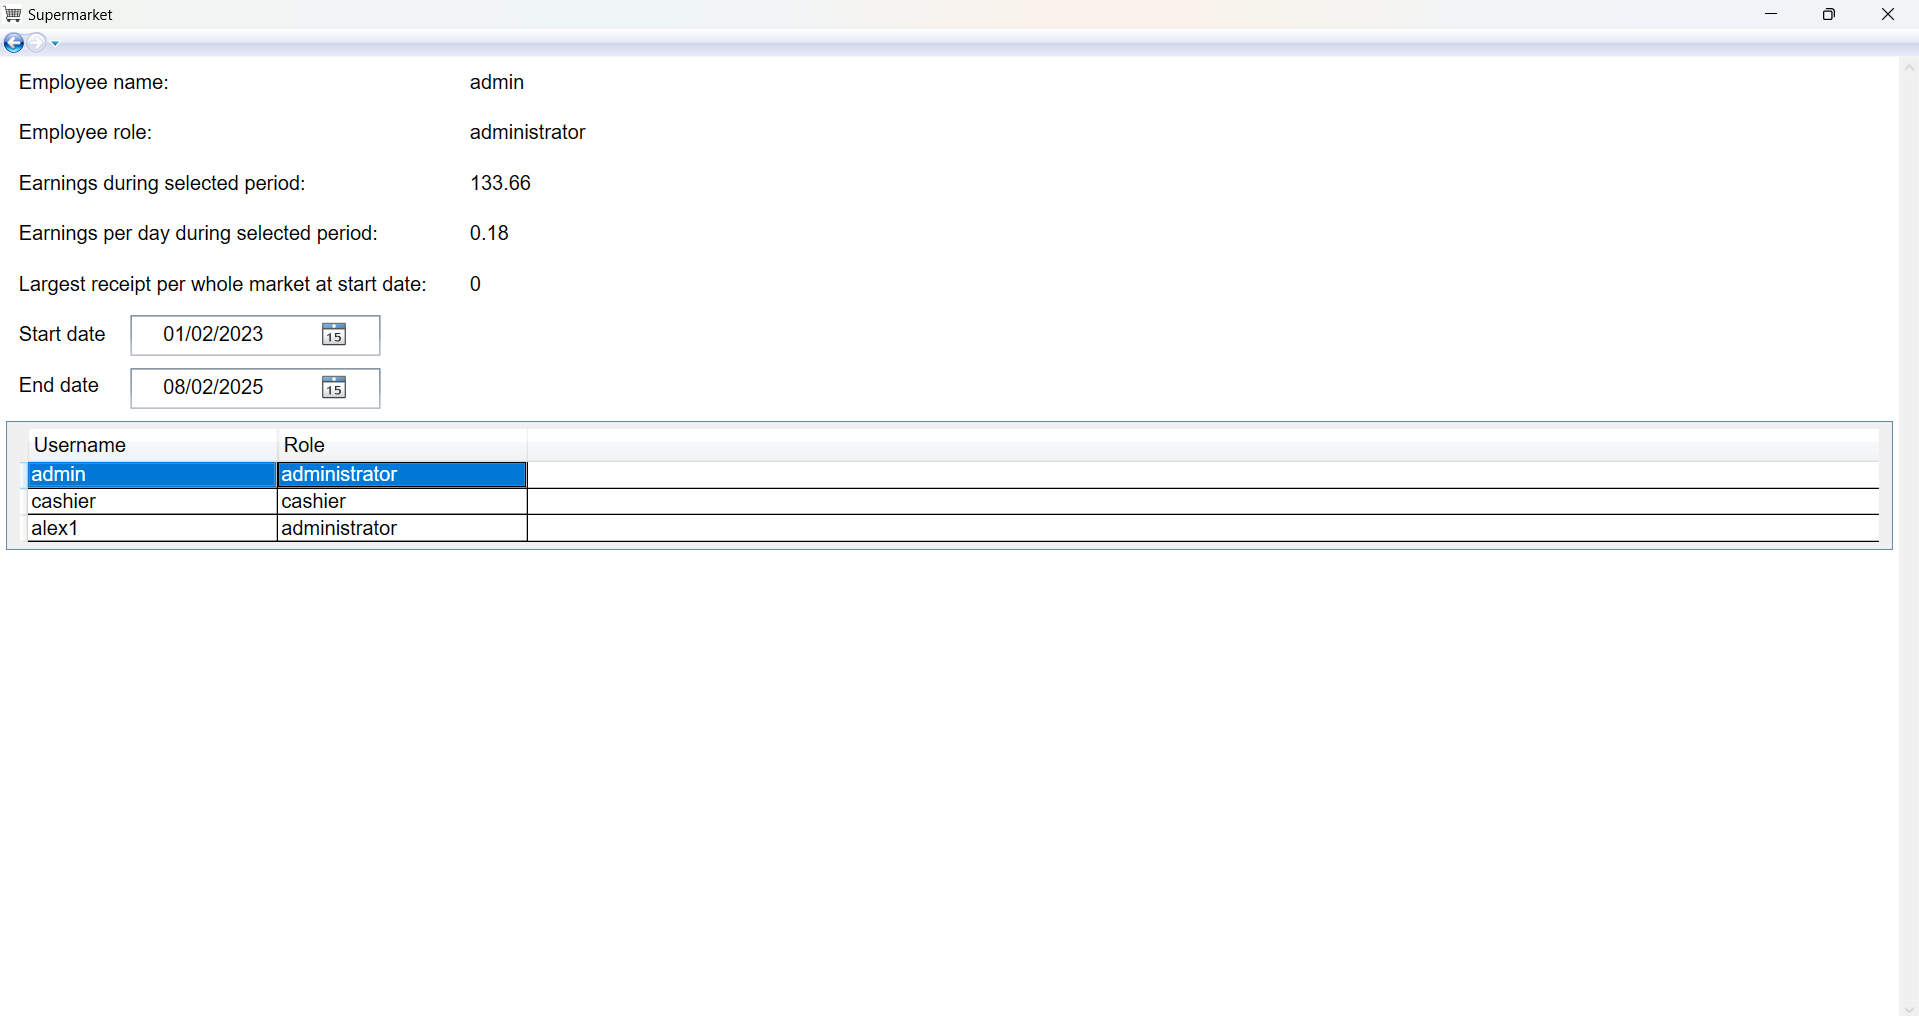 Supermarket
Employee name: admin
Employee role: administrator
Earnings during selected period: 133.66
Earnings per day during selected period: 0.18
Largest receipt per whole market at start date: 0
Start date 01/02/2023 15
End date 08/02/2025 15
Username Role
admin administrator
cashier cashier
alex1 administrator